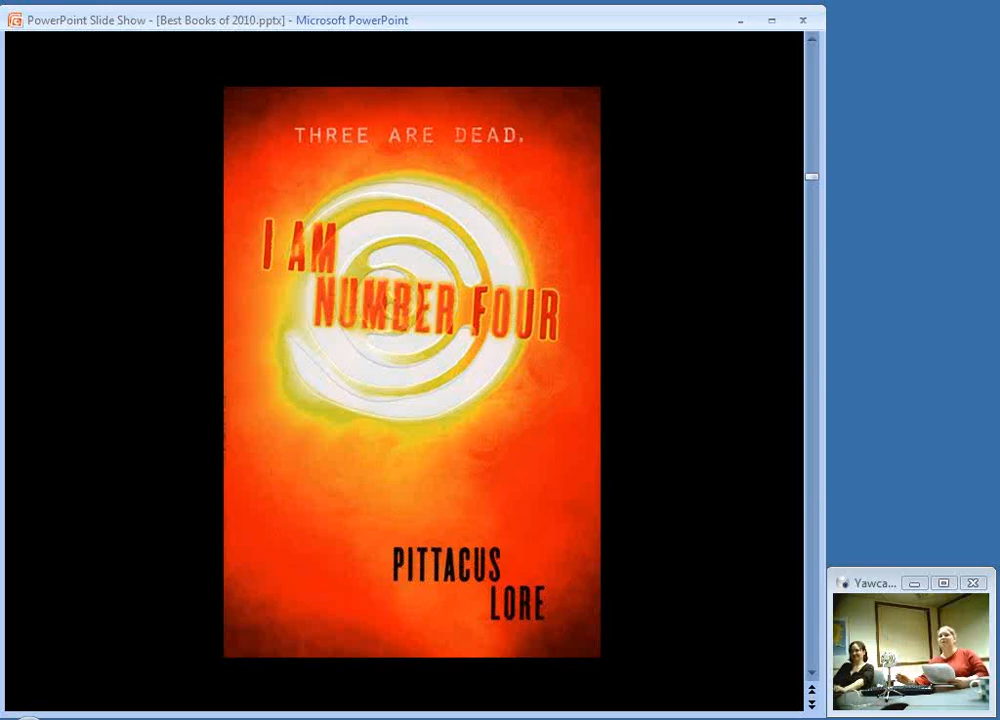 PowerPoint Slide Show - [Best Books of 2010.pptx] - Microsoft PowerPoint
THREE ARE DEAD.
I AM
NUMBER FOUR
PITTACUS
LORE
Yawca...